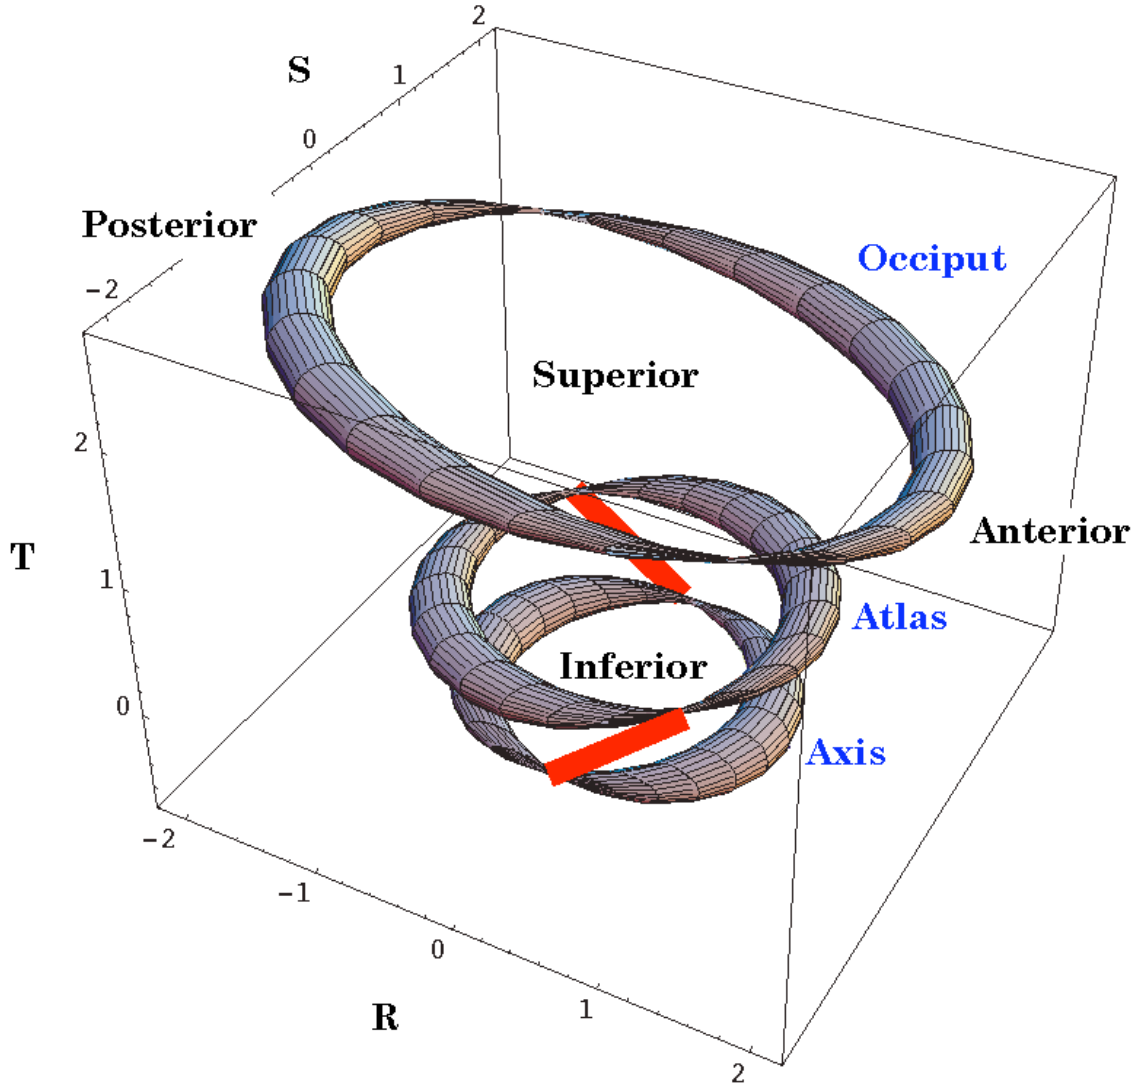 2
S
1
0
Posterior
-2
Occiput
Superior
2
Anterior
T
1
Atlas
Inferior
0
Axis
-2
-1
0
1
R
2